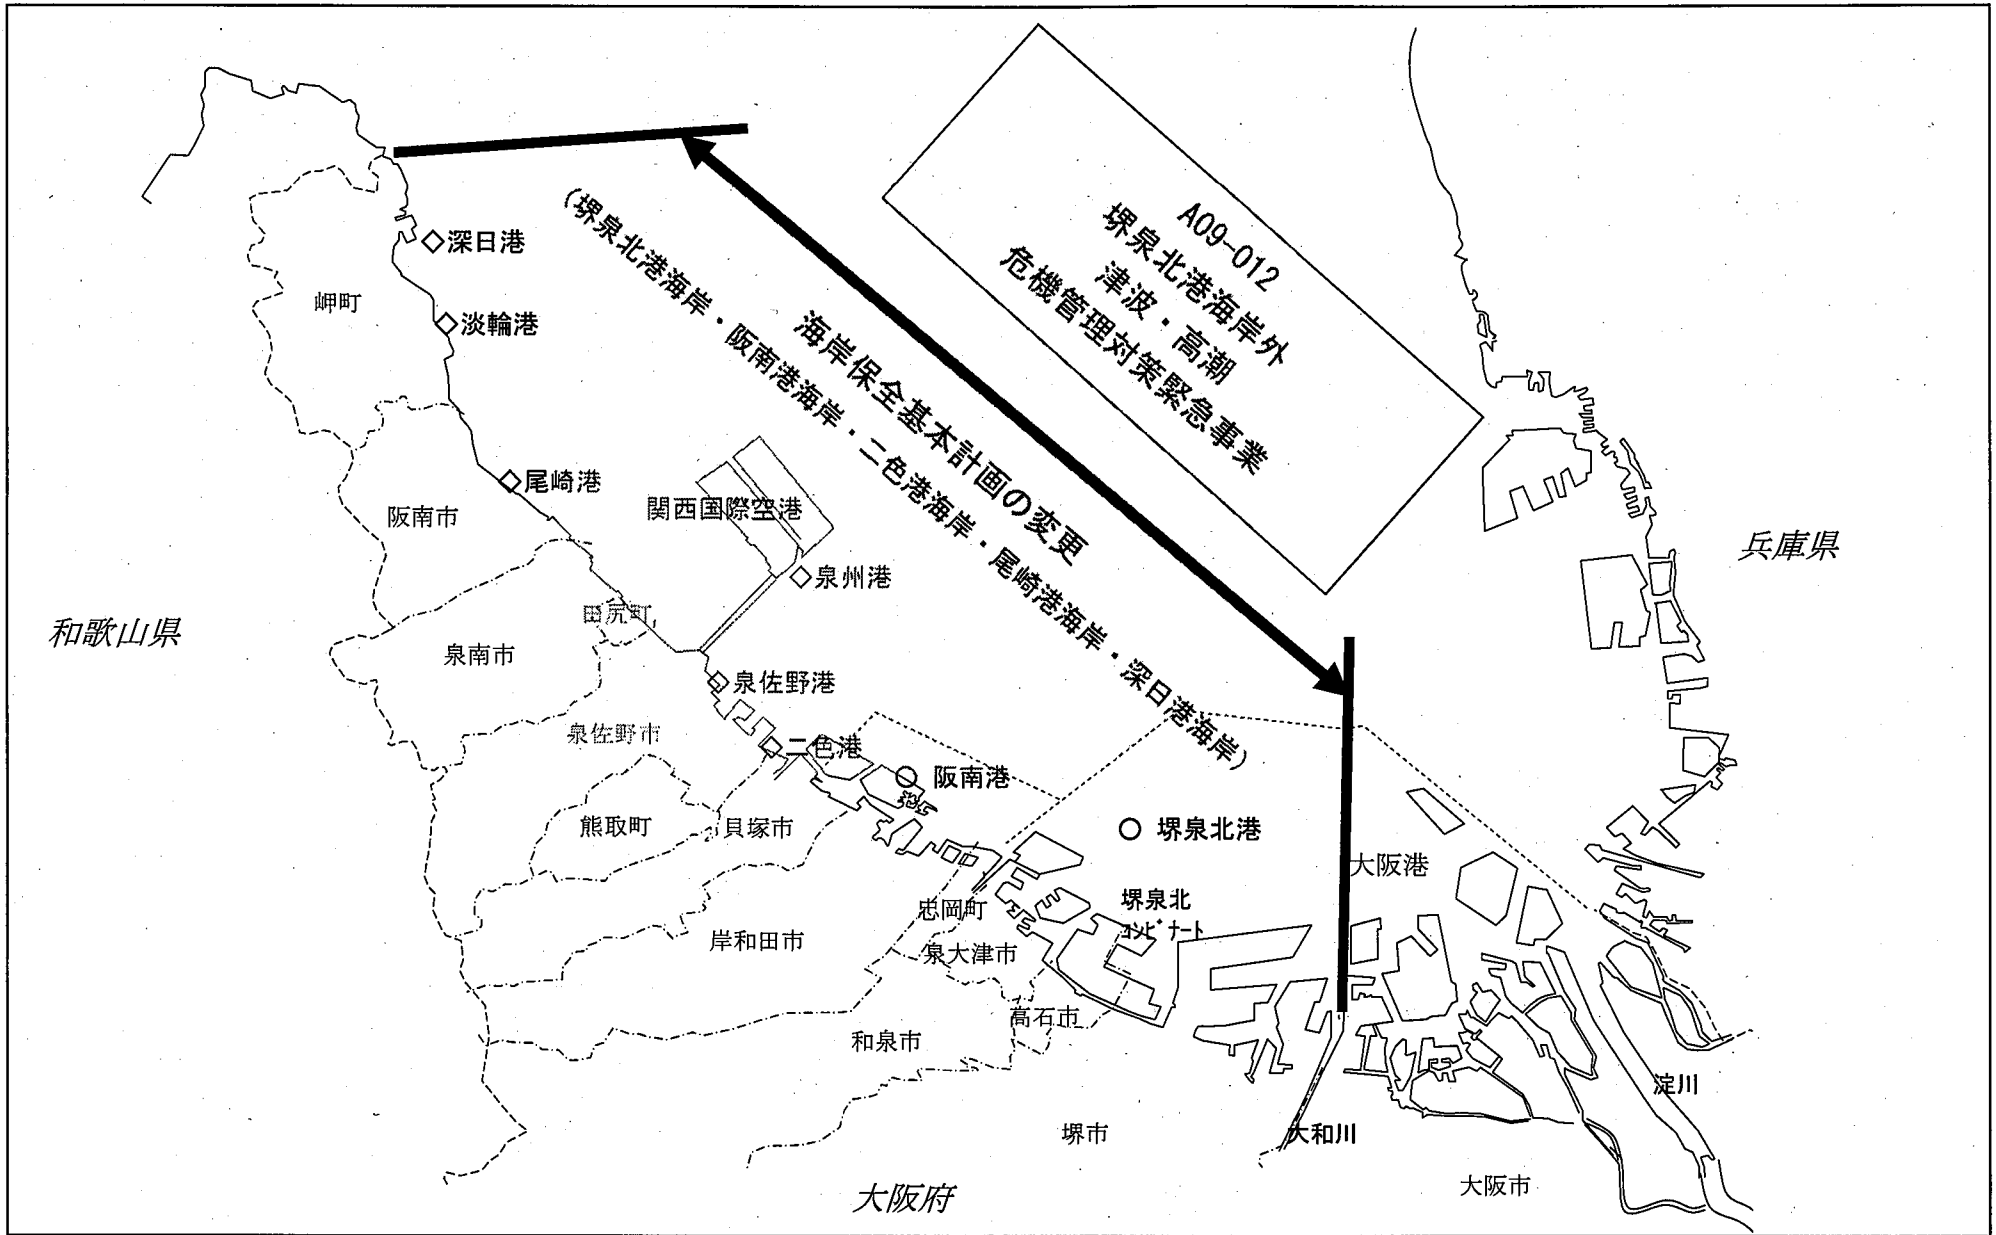 A09-012
堺泉北港海岸外
津波・高潮
危機管理対策緊急事業
海岸保全基本計画の変更
(堺泉北港海岸・阪南港海岸・二色港海岸・尾崎港海岸・深日港海岸)
深日港
岬町
淡輪港
尾崎港
阪南市
関西国際空港
泉州港
兵庫県
和歌山県
田尻町
泉南市
泉佐野港
泉佐野市
二色港
阪南港
熊取町
貝塚市
堺泉北港
大阪港
堺泉北
コンビナート
忠岡町
岸和田市
泉大津市
高石市
和泉市
淀川
堺市
大和川
大阪市
大阪府